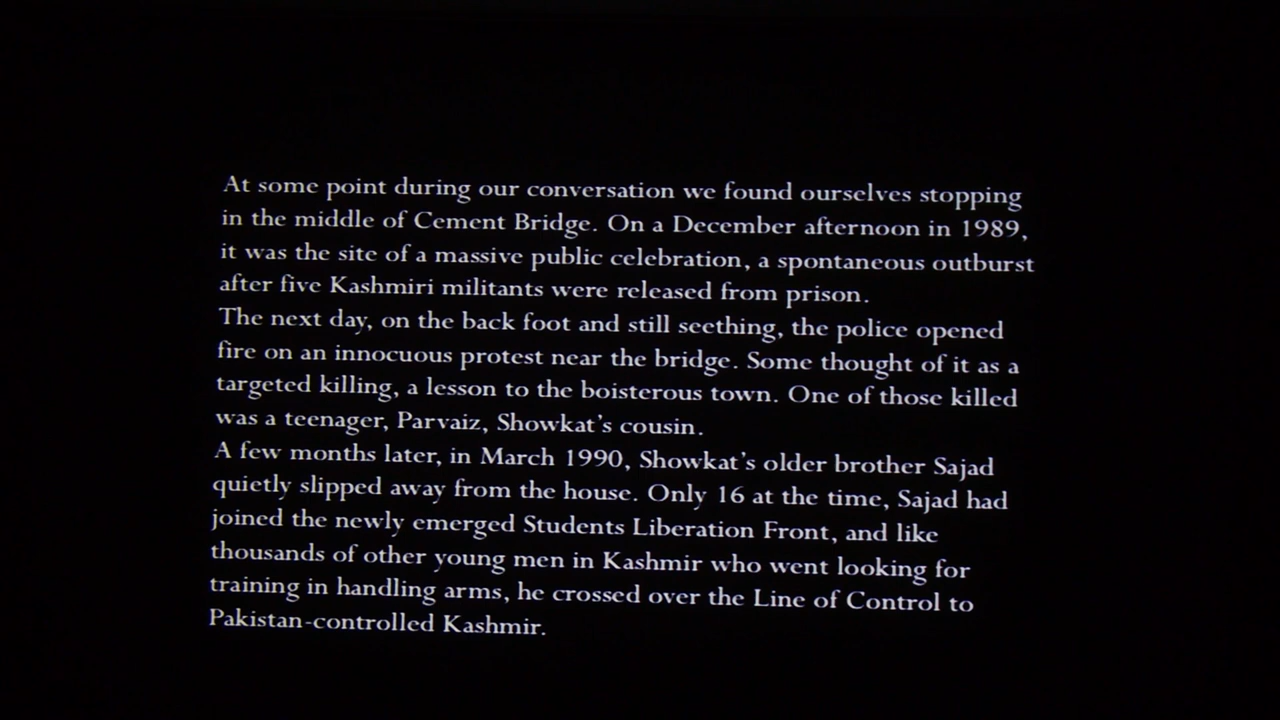 At some point during our conversation we found ourselves stopping
in the middle of Cement Bridge. On a December afternoon in 1989,
it was the site of a massive public celebration, a spontaneous outburst
after five Kashmiri militants were released from prison.
The next day, on the back foot and still seething, the police opened
fire on an innocuous protest near the bridge. Some thought of it as a
targeted killing, a lesson to the boisterous town. One of those killed
was a teenager, Parvaiz, Showkat's cousin.
A few months later, in March 1990, Showkat's older brother Sajad
quietly slipped away from the house. Only 16 at the time, Sajad had
joined the newly emerged Students Liberation Front, and like
thousands of other young men in Kashmir who went looking for
training in handling arms, he crossed over the Line of Control to
Pakistan-controlled Kashmir.